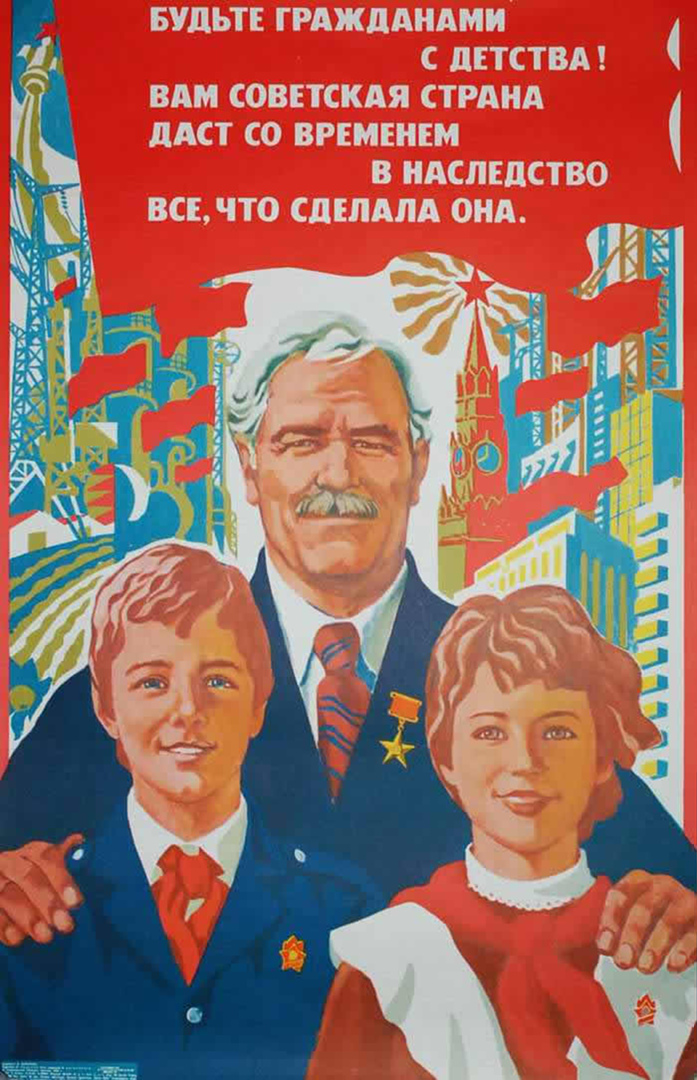 БУДЬТЕ ГРАЖДАНАМИ
С ДЕТСТВА!
ВАМ СОВЕТСКАЯ СТРАНА
ДАСТ СО ВРЕМЕНЕМ
В НАСЛЕДСТВО
ВСЕ, ЧТО СДЕЛАЛА ОНА.